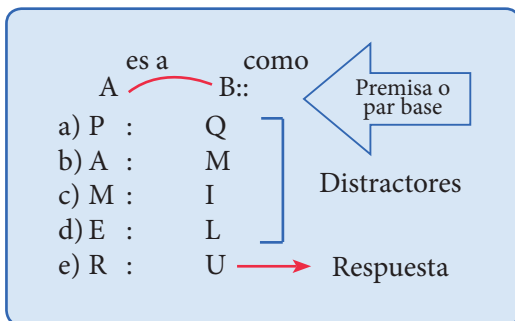 es a como
A B::
Premisa o
par base
a) P : Q
b) A : M
c) M : I
d) E : L
Distractores
e) R : U Respuesta